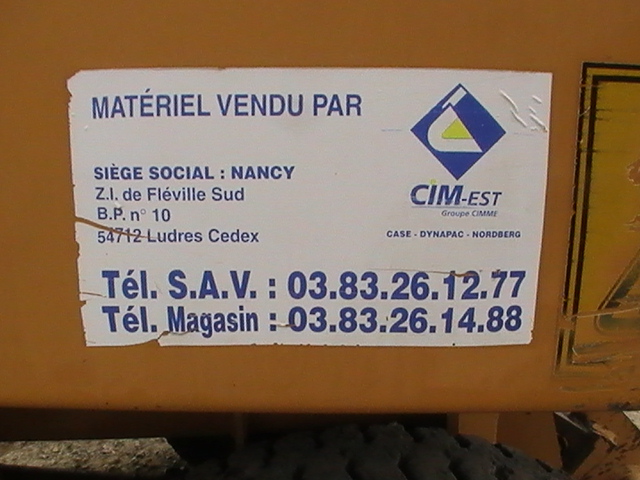 MATÉRIEL VENDU PAR
SIÈGE SOCIAL : NANCY
Z.I. de Fléville Sud
B.P. n° 10
54712 Ludres Cedex
CIM-EST
Groupe CIMME
CASE - DYNAPAC - NORDBERG
Tél. S.A.V. : 03.83.26.12.77
Tél. Magasin : 03.83.26.14.88